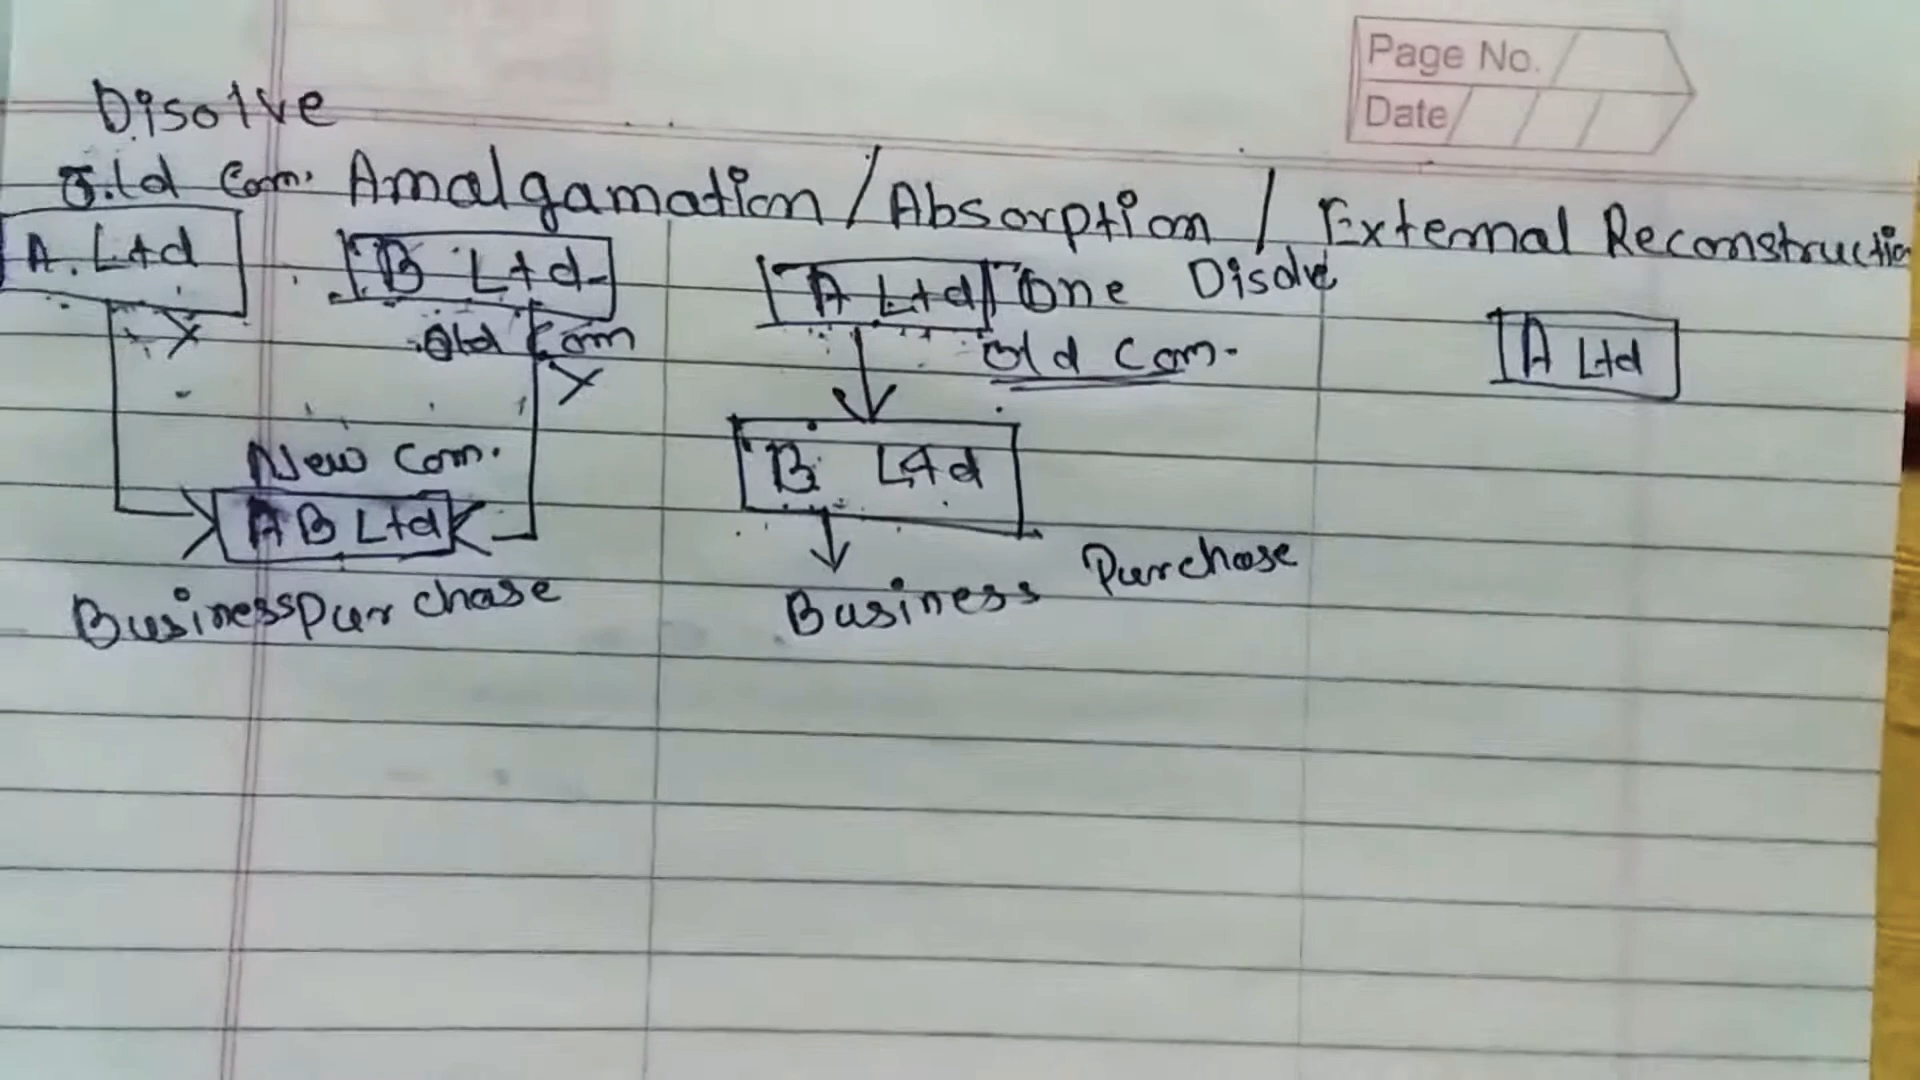 Page No.
Date
Disolve
Old Com. Amalgamation / Absorption / External Reconstructio
A. Ltd
B Ltd
Old Com
New Com.
AB Ltd
Business purchase
A Ltd One Disolve
Old Com.
B Ltd
Business Purchase
A Ltd